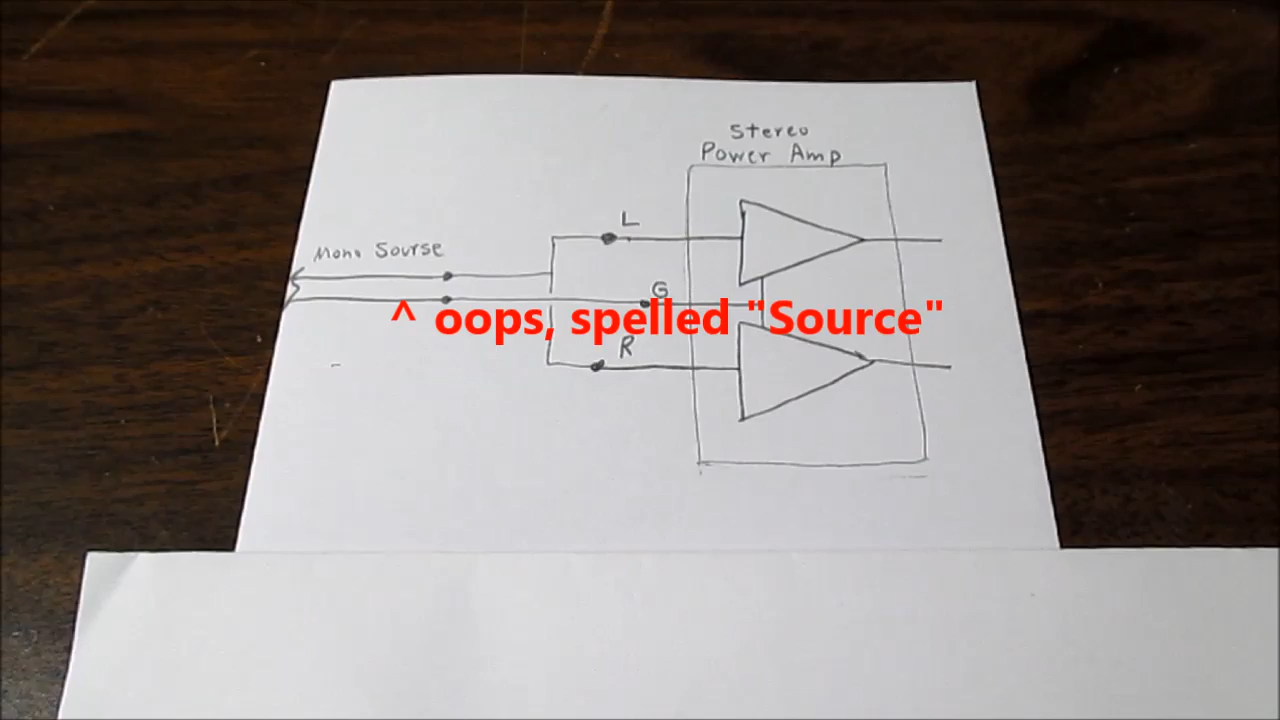 Stereo
Power Amp
L
Mono Sourse
G
^ oops, spelled "Source"
R